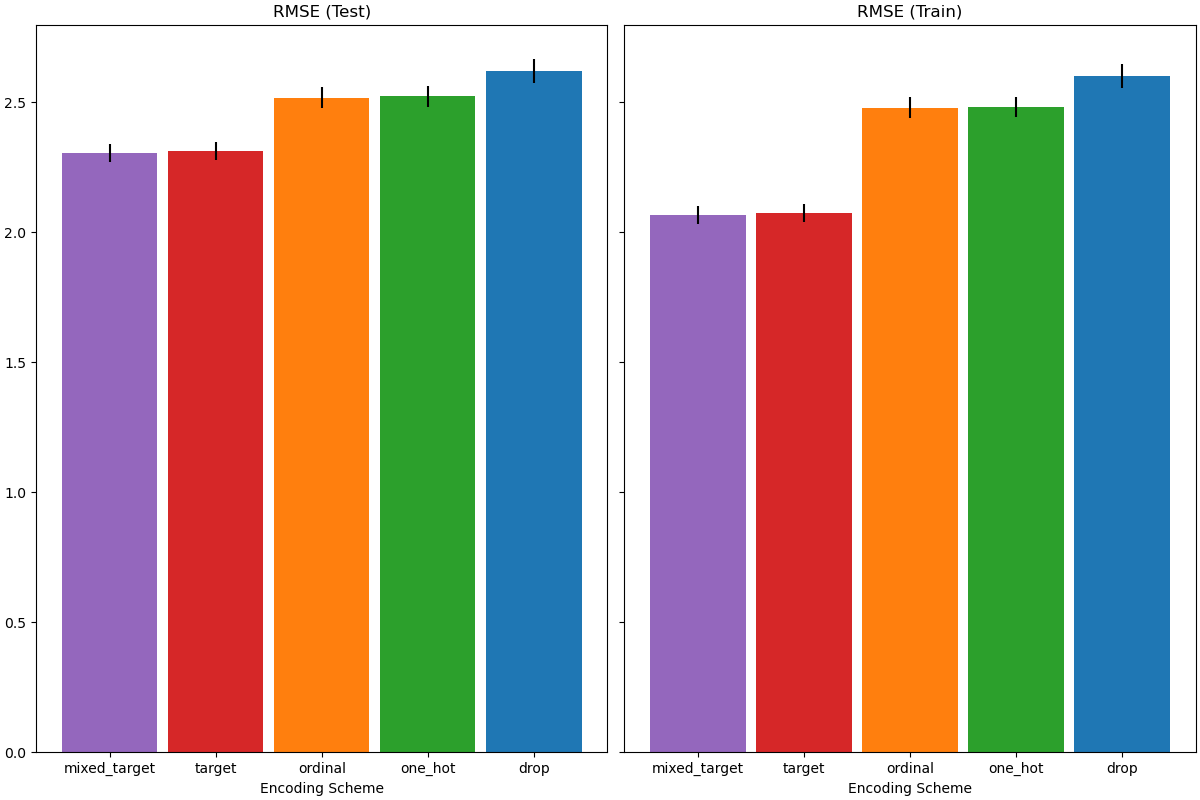 RMSE (Test)
RMSE (Train)
2.5
2.0
1.5
1.0
0.5
0.0
mixed_target target ordinal one_hot drop
mixed_target target ordinal one_hot drop
Encoding Scheme
Encoding Scheme